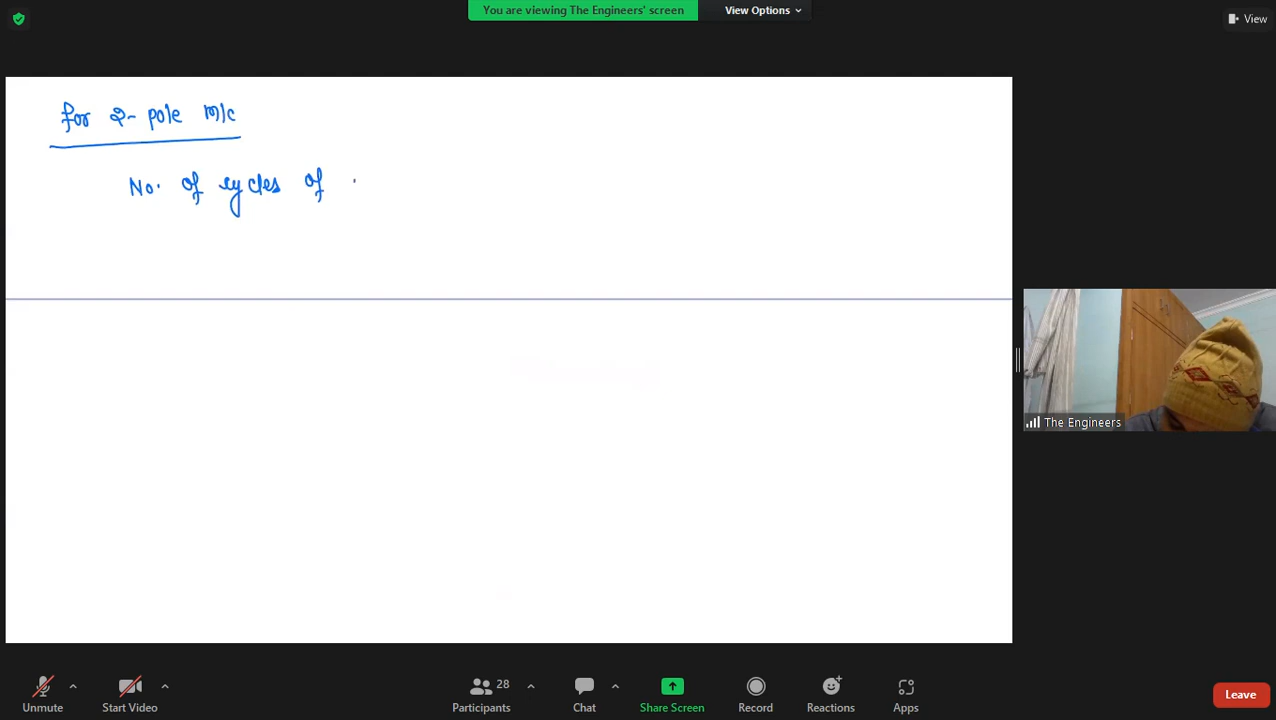 You are viewing The Engineers' screen
View Options
View
for 2-pole m/c
No. of cycles of
The Engineers
28
Unmute
Start Video
Participants
Chat
Share Screen
Record
Reactions
Apps
Leave